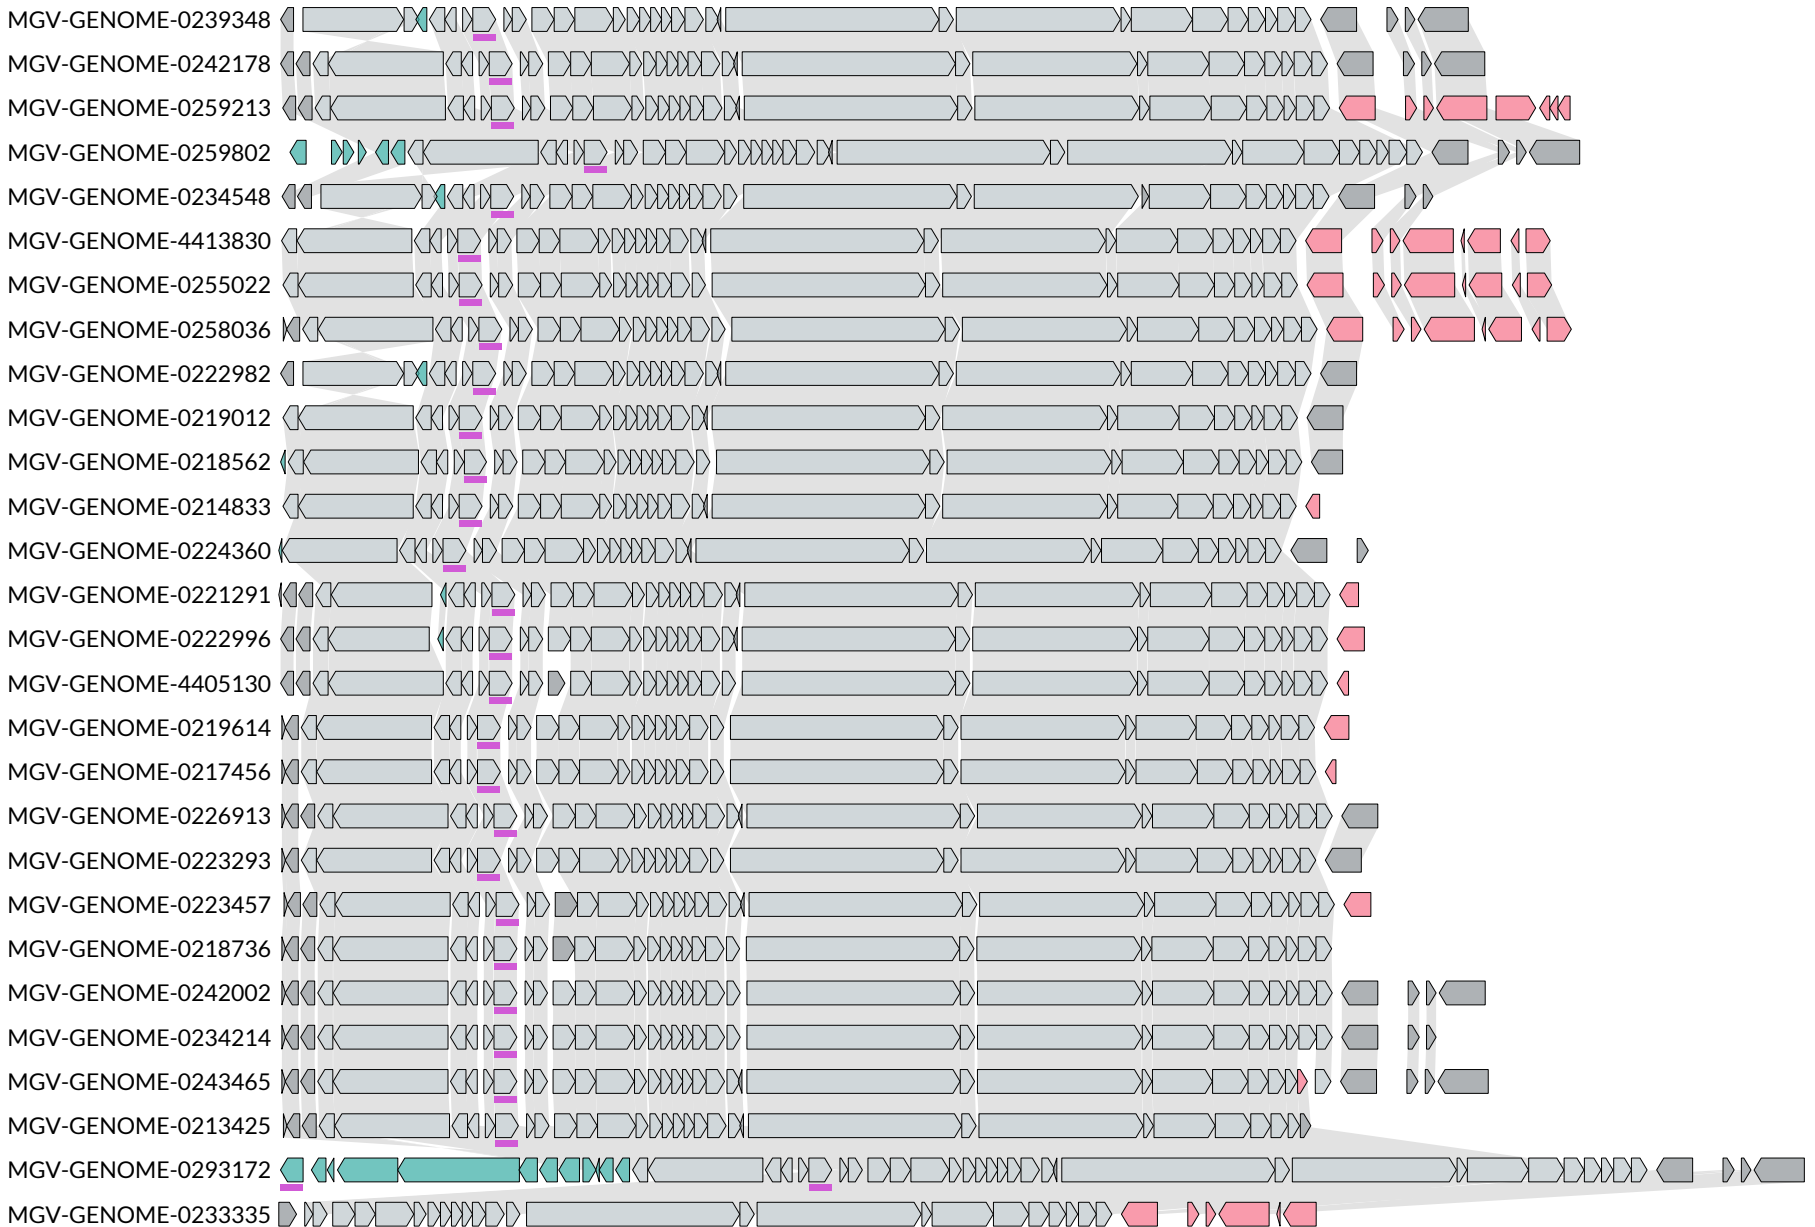 MGV-GENOME-0239348
MGV-GENOME-0242178
MGV-GENOME-0259213
MGV-GENOME-0259802
MGV-GENOME-0234548
MGV-GENOME-4413830
MGV-GENOME-0255022
MGV-GENOME-0258036
MGV-GENOME-0222982
MGV-GENOME-0219012
MGV-GENOME-0218562
MGV-GENOME-0214833
MGV-GENOME-0224360
MGV-GENOME-0221291
MGV-GENOME-0222996
MGV-GENOME-4405130
MGV-GENOME-0219614
MGV-GENOME-0217456
MGV-GENOME-0226913
MGV-GENOME-0223293
MGV-GENOME-0223457
MGV-GENOME-0218736
MGV-GENOME-0242002
MGV-GENOME-0234214
MGV-GENOME-0243465
MGV-GENOME-0213425
MGV-GENOME-0293172
MGV-GENOME-0233335